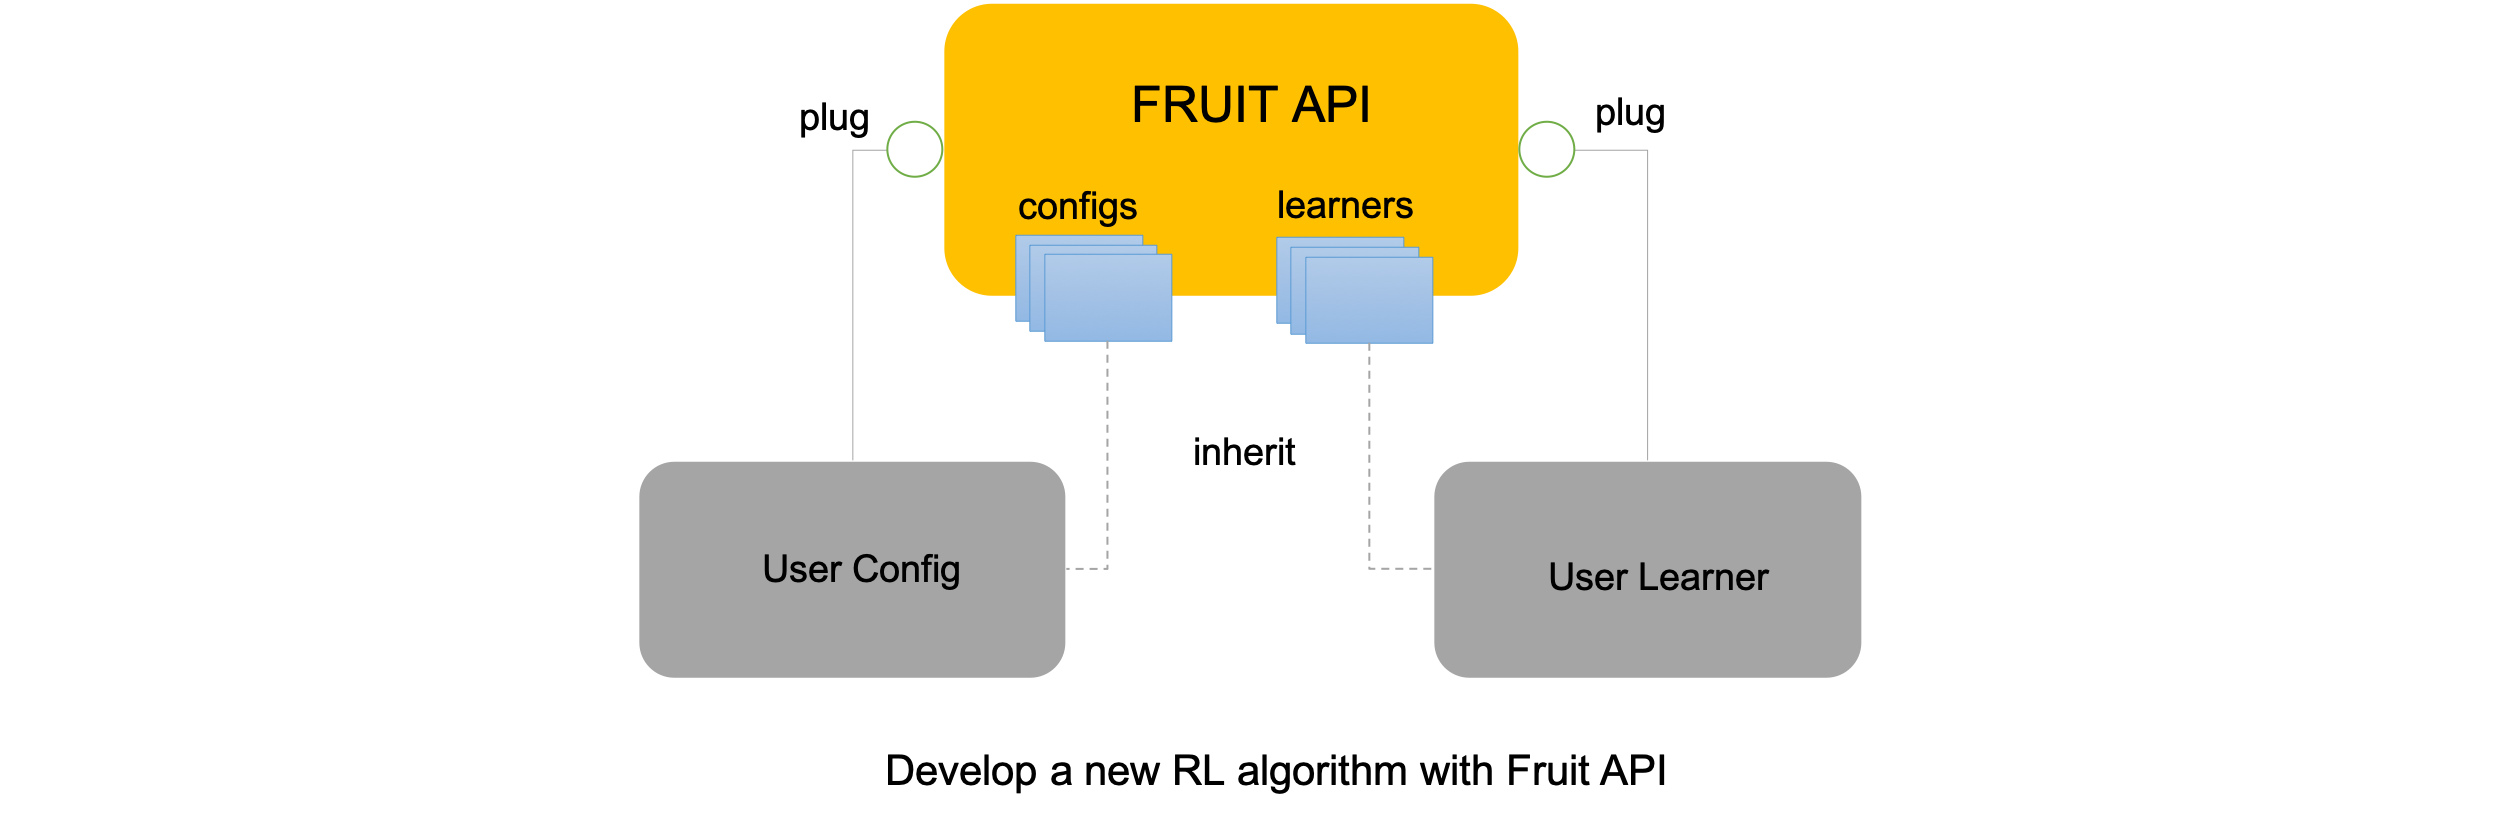 FRUIT API
plug
plug
configs
learners
inherit
User Config
User Learner
Develop a new RL algorithm with Fruit API